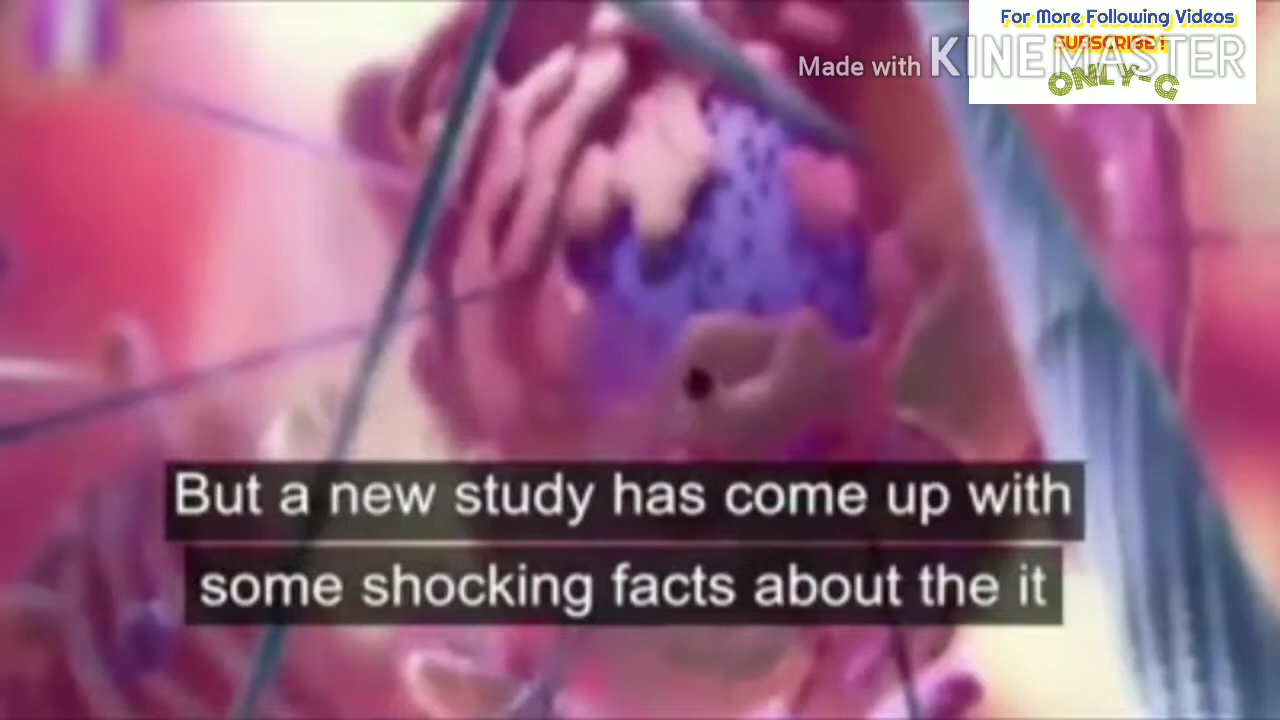 For More Following Videos
SUBSCRIBE!
Made with KINEMASTER
ONLY-G
But a new study has come up with
some shocking facts about the it